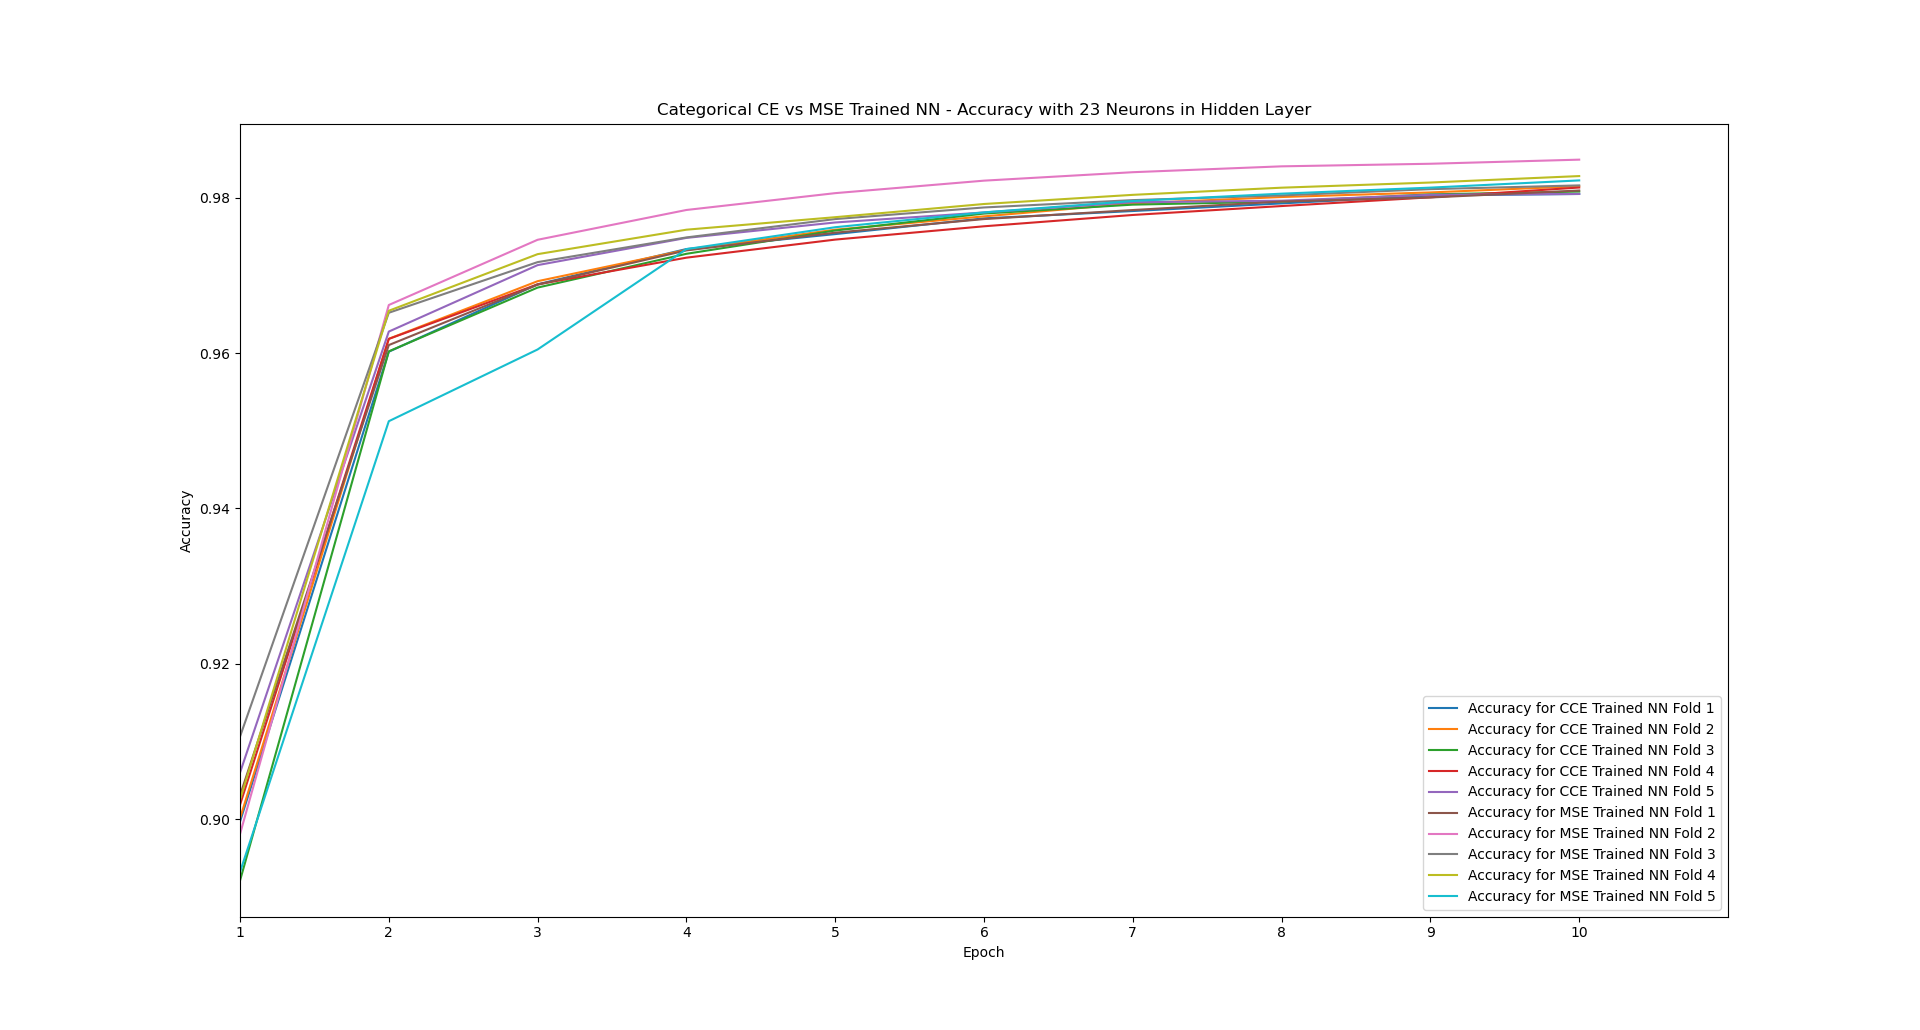 Categorical CE vs MSE Trained NN - Accuracy with 23 Neurons in Hidden Layer
Accuracy
0.98
0.96
0.94
0.92
0.90
Accuracy for CCE Trained NN Fold 1
Accuracy for CCE Trained NN Fold 2
Accuracy for CCE Trained NN Fold 3
Accuracy for CCE Trained NN Fold 4
Accuracy for CCE Trained NN Fold 5
Accuracy for MSE Trained NN Fold 1
Accuracy for MSE Trained NN Fold 2
Accuracy for MSE Trained NN Fold 3
Accuracy for MSE Trained NN Fold 4
Accuracy for MSE Trained NN Fold 5
1 2 3 4 5 6 7 8 9 10
Epoch